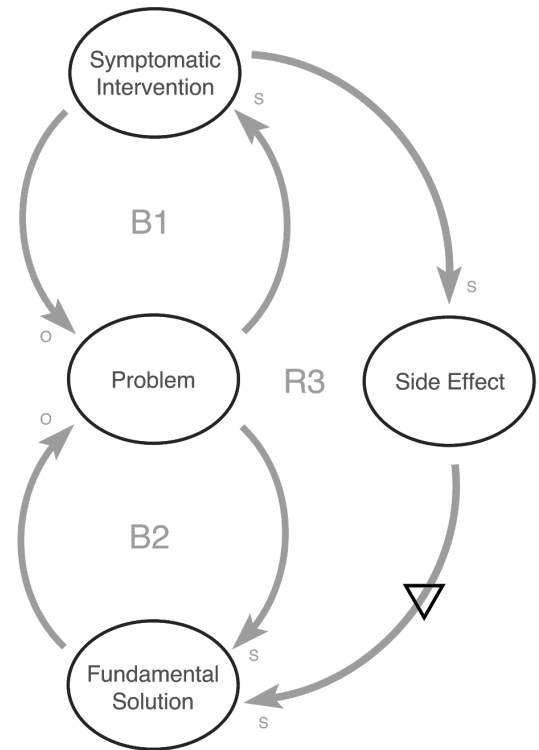 Symptomatic
Intervention
S
B1
S
O
Problem
R3
Side Effect
O
B2
S
Fundamental
Solution
S